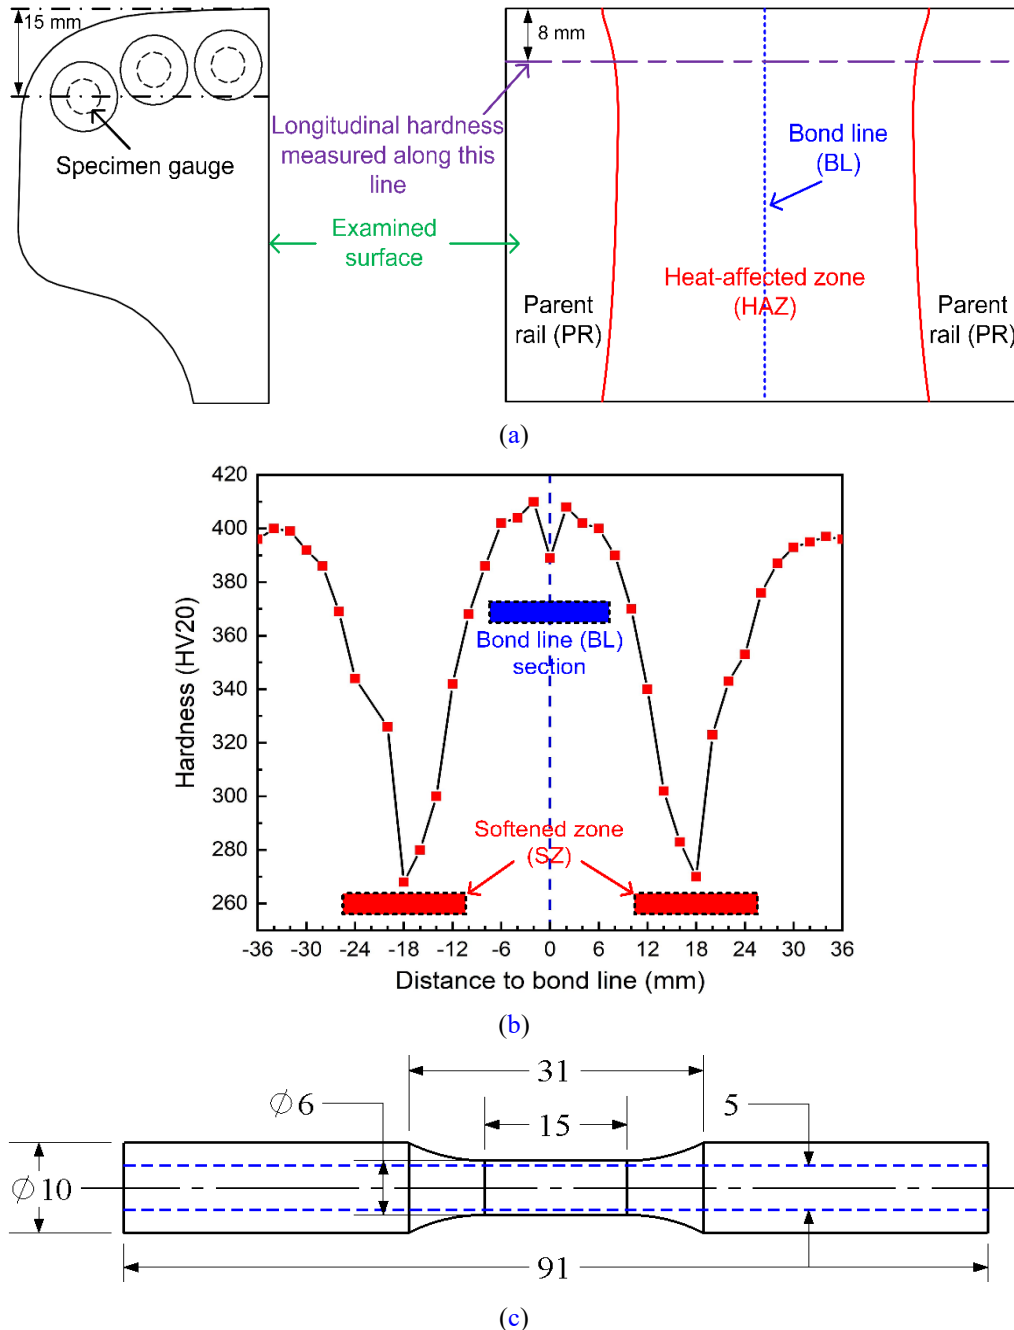 15 mm
Specimen gauge
Longitudinal hardness
measured along this
line
Examined
surface
8 mm
Bond line
(BL)
Heat-affected zone
(HAZ)
Parent
rail (PR)
Parent
rail (PR)
(a)
Hardness (HV20)
420
400
380
360
340
320
300
280
260
Bond line (BL)
section
Softened zone
(SZ)
-36 -30 -24 -18 -12 -6 0 6 12 18 24 30 36
Distance to bond line (mm)
(b)
31
∅6
15
5
∅10
91
(c)